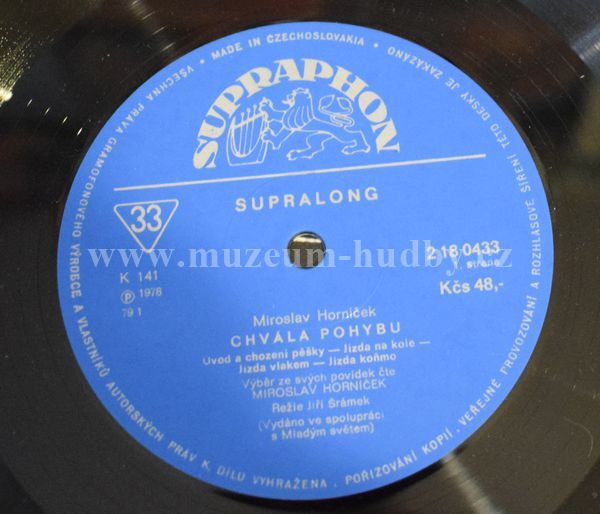 VŠECHNA PRÁVA GRAMOFONOVÉHO VÝROBCE A VLASTNÍKŮ AUTORSKÝCH PRÁV K DÍLU VYHRAŽENA. POŘIZOVÁNÍ KOPIÍ, VEŘEJNÉ PROVOZOVÁNÍ A ROZHLASOVÉ ŠÍŘENÍ TÉTO DESKY JE ZAKÁZÁNO
• MADE IN CZECHOSLOVAKIA •
SUPRAPHON
SUPRALONG
33
www.muzeum-hudby.cz
2 18 0433
strana
K 141
Kčs 48,-
Ⓟ 1978
79 1
Miroslav Horníček
CHVÁLA POHYBU
Úvod a chození pěšky — Jízda na kole —
Jízda vlakem — Jízda koňmo
Výběr ze svých povídek čte
MIROSLAV HORNÍČEK
Režie Jiří Šrámek
(Vydáno ve spolupráci
s Mladým světem)